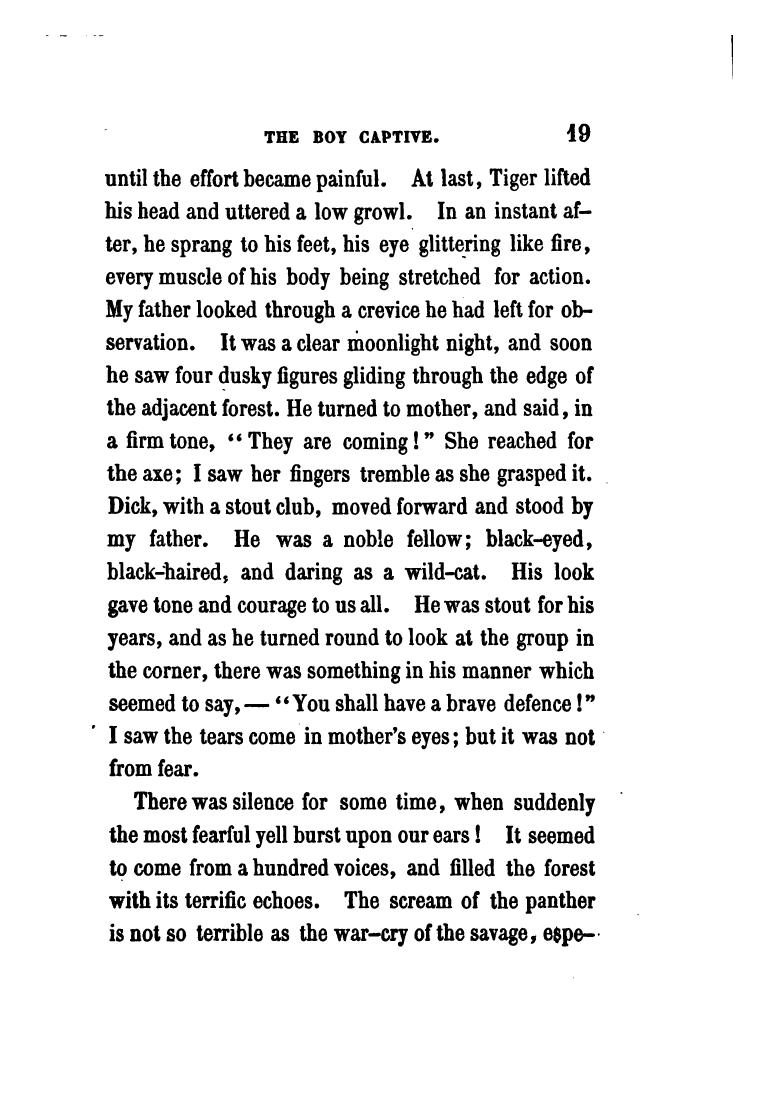 THE BOY CAPTIVE. 19
until the effort became painful. At last, Tiger lifted
his head and uttered a low growl. In an instant af-
ter, he sprang to his feet, his eye glittering like fire,
every muscle of his body being stretched for action.
My father looked through a crevice he had left for ob-
servation. It was a clear moonlight night, and soon
he saw four dusky figures gliding through the edge of
the adjacent forest. He turned to mother, and said, in
a firm tone, “They are coming!” She reached for
the axe; I saw her fingers tremble as she grasped it.
Dick, with a stout club, moved forward and stood by
my father. He was a noble fellow; black-eyed,
black-haired, and daring as a wild-cat. His look
gave tone and courage to us all. He was stout for his
years, and as he turned round to look at the group in
the corner, there was something in his manner which
seemed to say,— “You shall have a brave defence!”
I saw the tears come in mother's eyes; but it was not
from fear.
There was silence for some time, when suddenly
the most fearful yell burst upon our ears! It seemed
to come from a hundred voices, and filled the forest
with its terrific echoes. The scream of the panther
is not so terrible as the war-cry of the savage, espe-